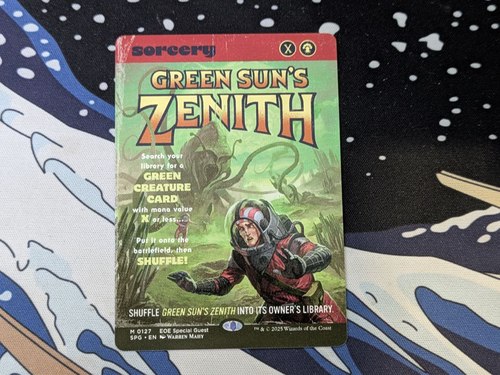 sorcery X
GREEN SUN'S
ZENITH
Search your
library for a
GREEN
CREATURE
CARD
with mana value
X or less.
Put it onto the
battlefield, then
SHUFFLE!
SHUFFLE GREEN SUN'S ZENITH INTO ITS OWNER'S LIBRARY.
M 0127 EOE Special Guest
SPG • EN WARREN MAHY
™ & © 2025 Wizards of the Coast